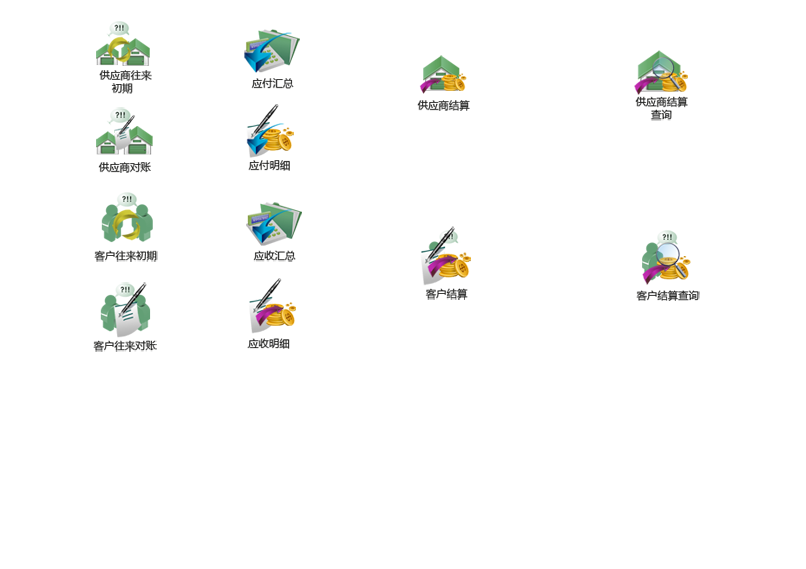 ?!!
供应商往来
初期
应付汇总
供应商结算
供应商结算
查询
?!!
供应商对账
应付明细
?!!
客户往来初期
应收汇总
!!
客户结算
?!!
客户结算查询
?!!
客户往来对账
应收明细